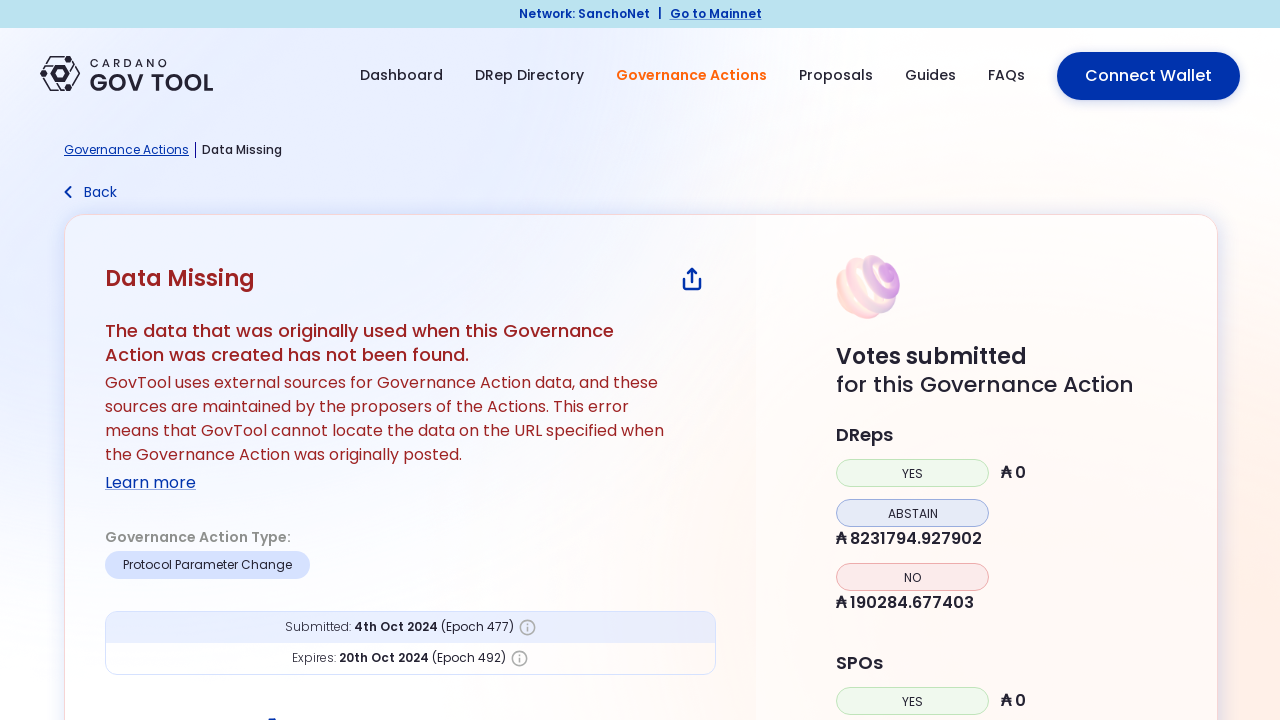 Network: SanchoNet | Go to Mainnet
CARDANO
GOV TOOL
Dashboard
DRep Directory
Governance Actions
Proposals
Guides
FAQs
Connect Wallet
Governance Actions | Data Missing
Back
Data Missing
The data that was originally used when this Governance
Action was created has not been found.
GovTool uses external sources for Governance Action data, and these
sources are maintained by the proposers of the Actions. This error
means that GovTool cannot locate the data on the URL specified when
the Governance Action was originally posted.
Learn more
Governance Action Type:
Protocol Parameter Change
Submitted: 4th Oct 2024 (Epoch 477)
Expires: 20th Oct 2024 (Epoch 492)
Votes submitted
for this Governance Action
DReps
YES ₳ 0
ABSTAIN
₳ 8231794.927902
NO
₳ 190284.677403
SPOs
YES ₳ 0